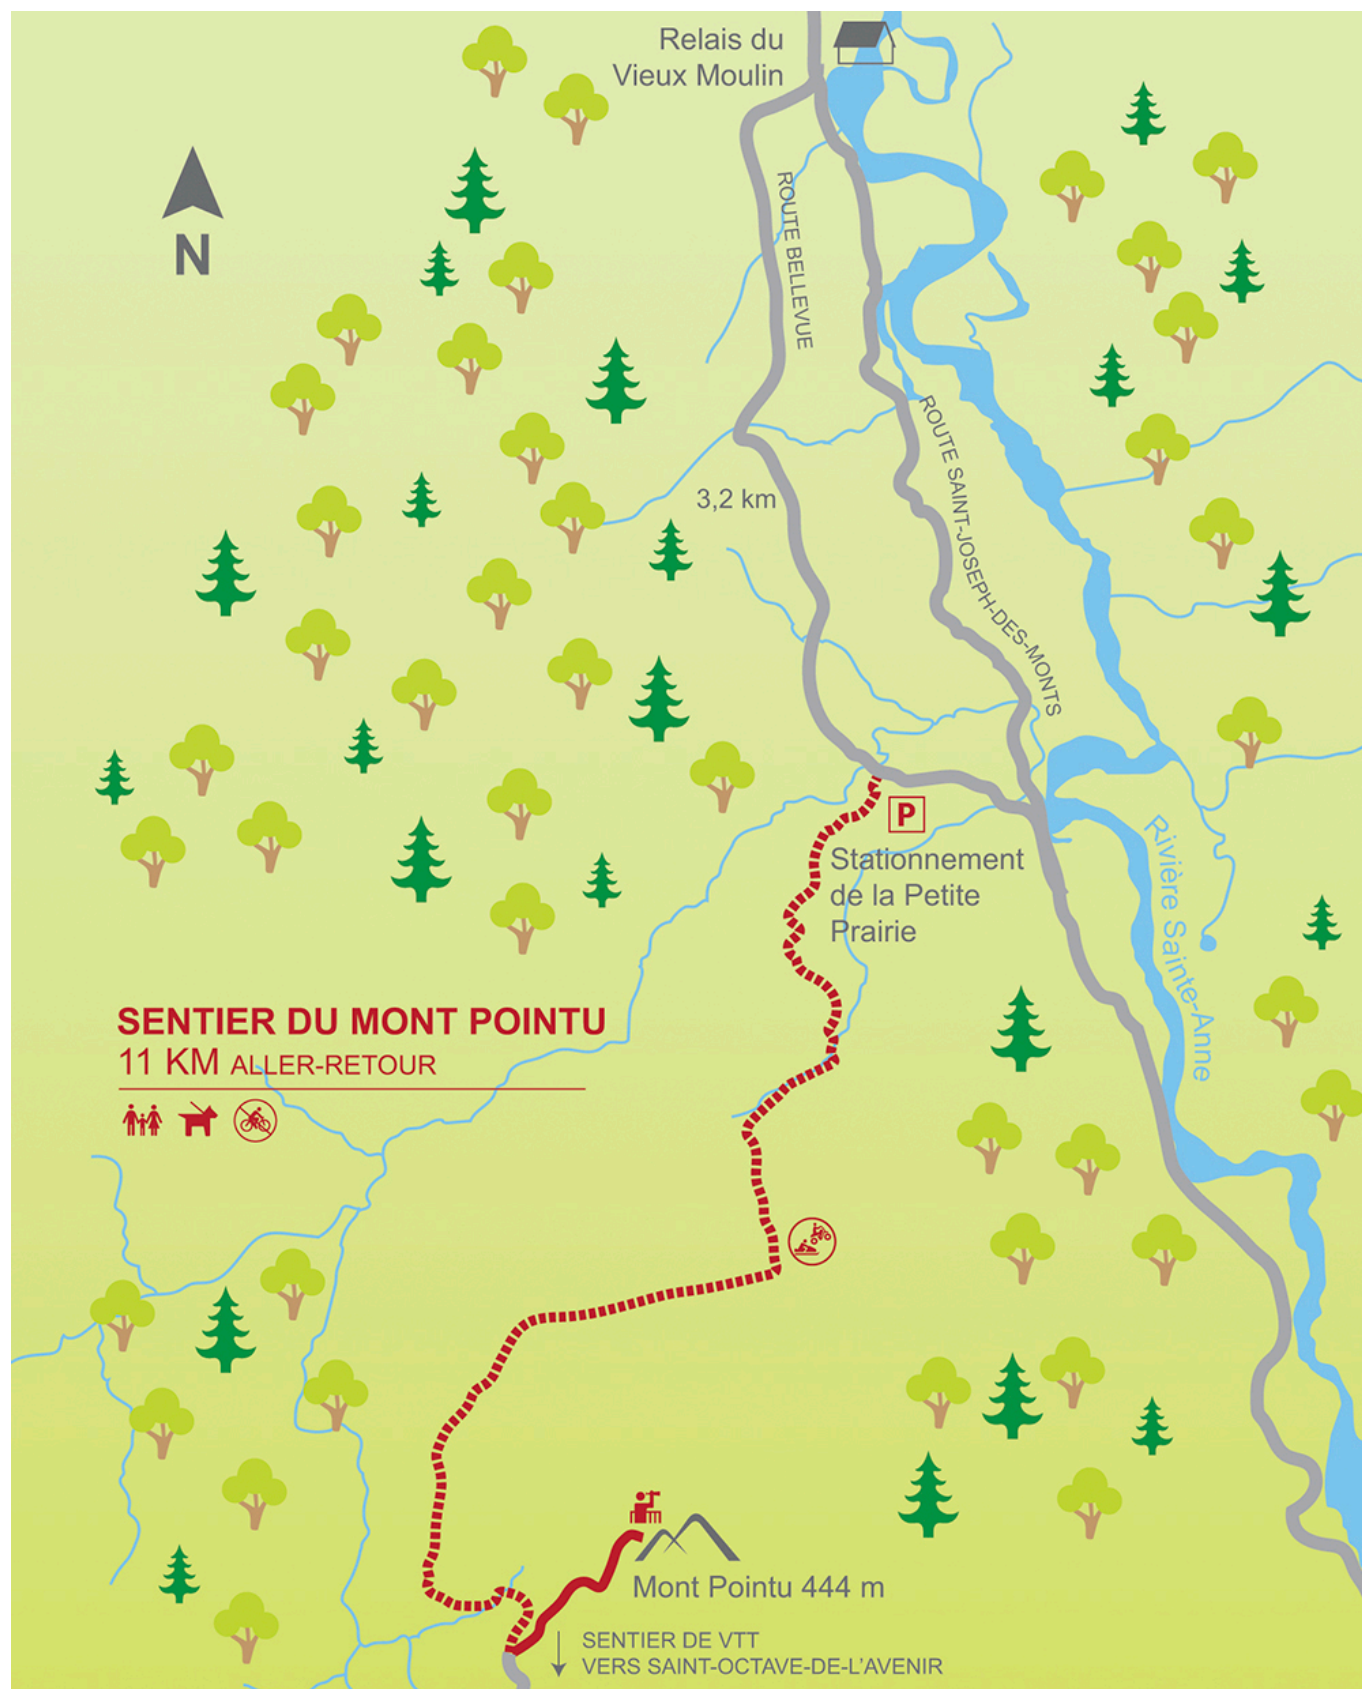 Relais du
Vieux Moulin
N
ROUTE BELLEVUE
ROUTE SAINT-JOSEPH-DES-MONTS
3,2 km
P
Stationnement
de la Petite
Prairie
Rivière Sainte-Anne
SENTIER DU MONT POINTU
11 KM ALLER-RETOUR
Mont Pointu 444 m
SENTIER DE VTT
VERS SAINT-OCTAVE-DE-L'AVENIR